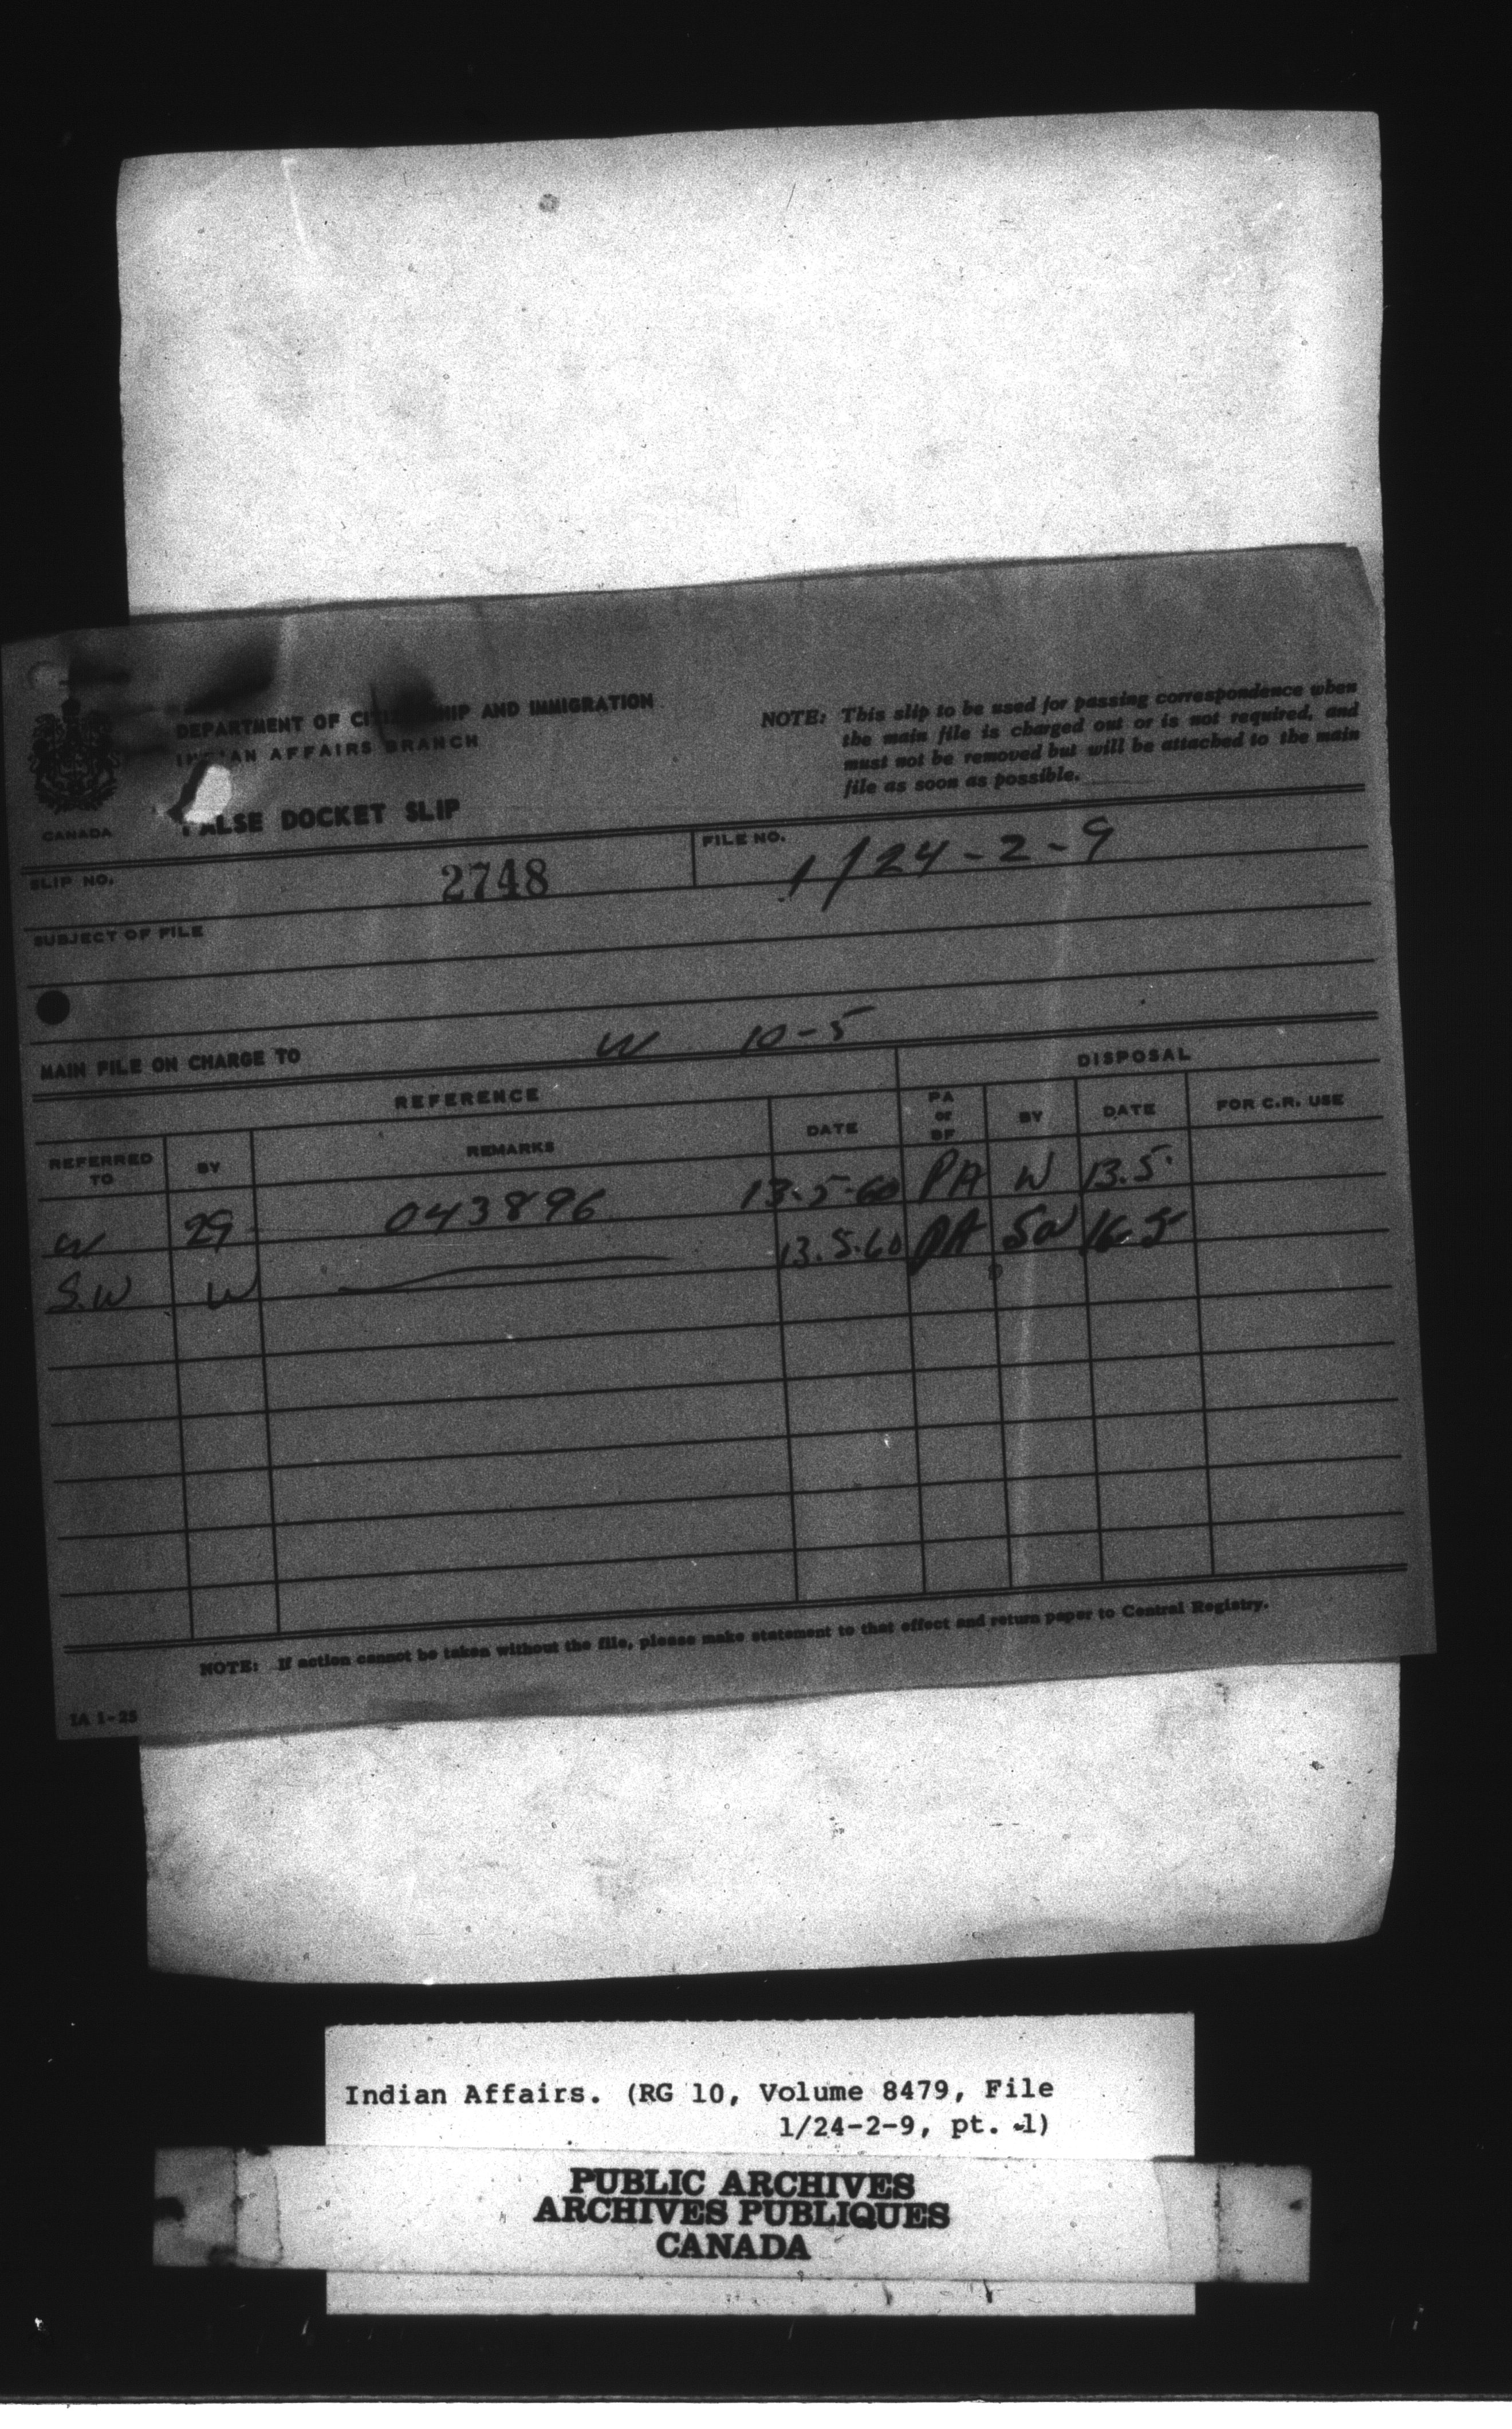 DEPARTMENT OF CITIZENSHIP AND IMMIGRATION
INDIAN AFFAIRS BRANCH
FALSE DOCKET SLIP
CANADA
NOTE: This slip to be used for passing correspondence when
the main file is charged out or is not required, and
must not be removed but will be attached to the main
file as soon as possible.
SLIP NO. 2748 FILE NO. 1/24-2-9
SUBJECT OF FILE
MAIN FILE ON CHARGE TO W 10-5
REFERENCE DISPOSAL
REFERRED TO BY REMARKS DATE PA or BF BY DATE FOR C.R. USE
W 29 043896 13.5.60 PA W 13.5.
S.W W 13.5.60 PA SW 16-5
NOTE: If action cannot be taken without the file, please make statement to that effect and return paper to Central Registry.
IA 1-25
Indian Affairs. (RG 10, Volume 8479, File
1/24-2-9, pt. 1)
PUBLIC ARCHIVES
ARCHIVES PUBLIQUES
CANADA